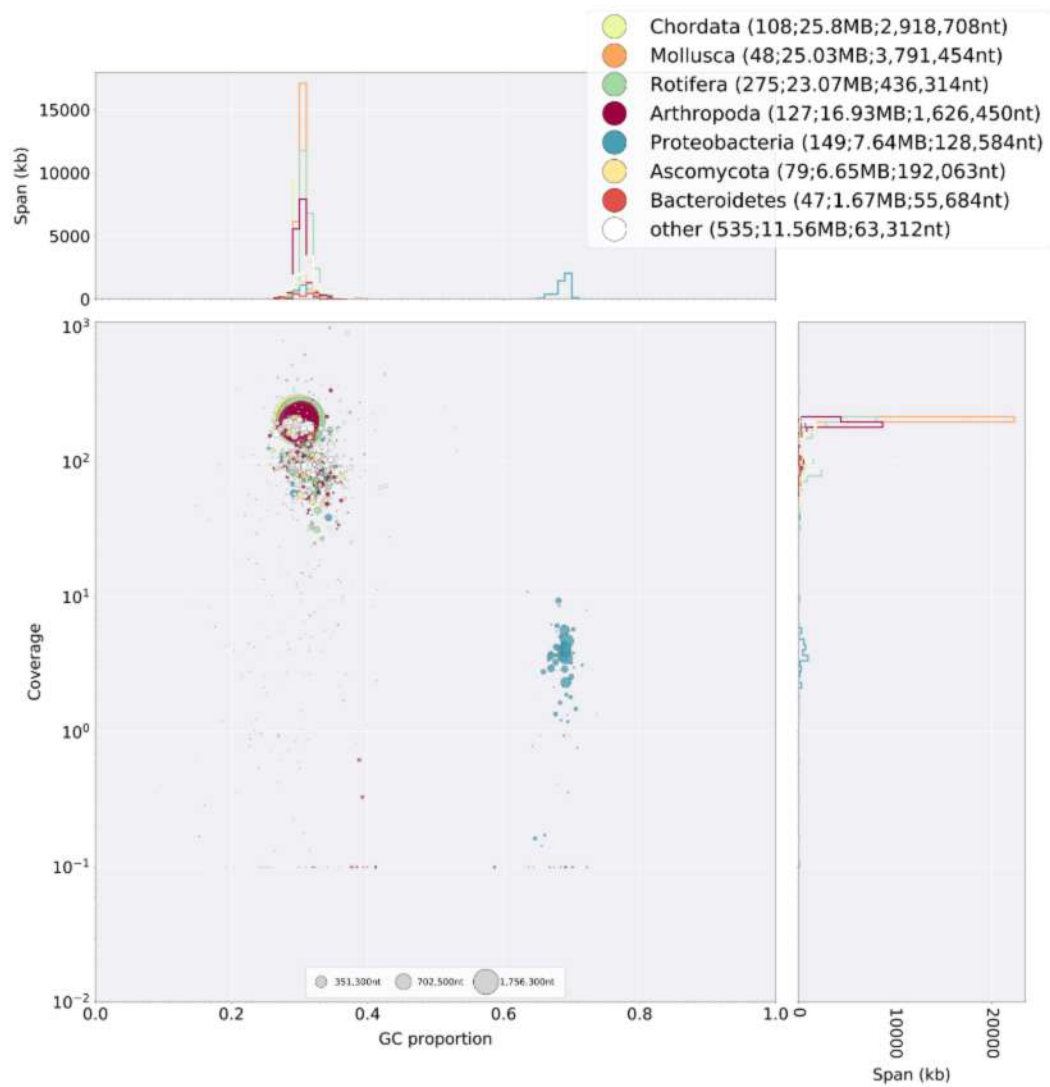 Chordata (108;25.8MB;2,918,708nt)
Mollusca (48;25.03MB;3,791,454nt)
Rotifera (275;23.07MB;436,314nt)
Arthropoda (127;16.93MB;1,626,450nt)
Proteobacteria (149;7.64MB;128,584nt)
Ascomycota (79;6.65MB;192,063nt)
Bacteroidetes (47;1.67MB;55,684nt)
other (535;11.56MB;63,312nt)
Span (kb)
15000
10000
5000
0
Coverage
10³
10²
10¹
10⁰
10⁻¹
10⁻²
351,300nt 702,500nt 1,756,300nt
0.0 0.2 0.4 0.6 0.8 1.0
GC proportion
0 10000 20000
Span (kb)